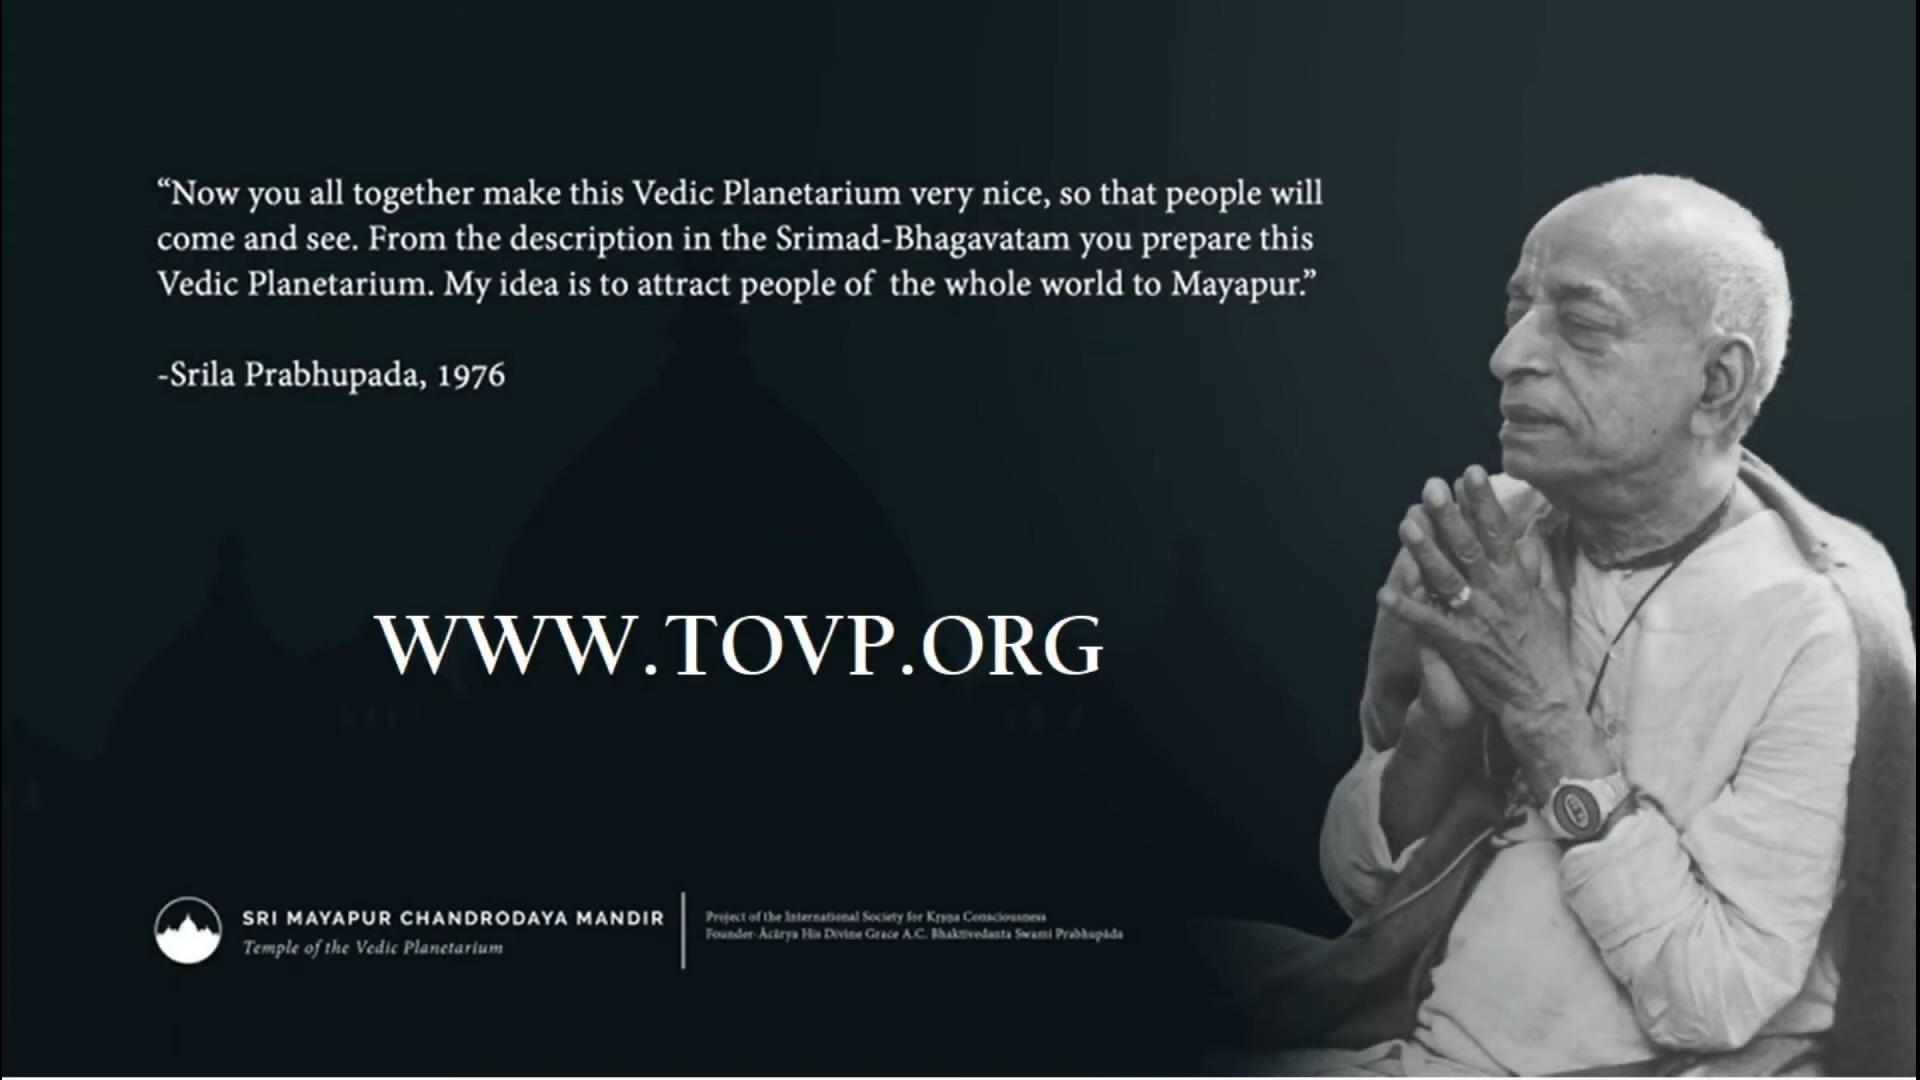 “Now you all together make this Vedic Planetarium very nice, so that people will
come and see. From the description in the Srimad-Bhagavatam you prepare this
Vedic Planetarium. My idea is to attract people of the whole world to Mayapur.”
-Srila Prabhupada, 1976
WWW.TOVP.ORG
SRI MAYAPUR CHANDRODAYA MANDIR
Temple of the Vedic Planetarium
Project of the International Society for Kṛṣṇa Consciousness
Founder-Ācārya His Divine Grace A.C. Bhaktivedanta Swami Prabhupāda